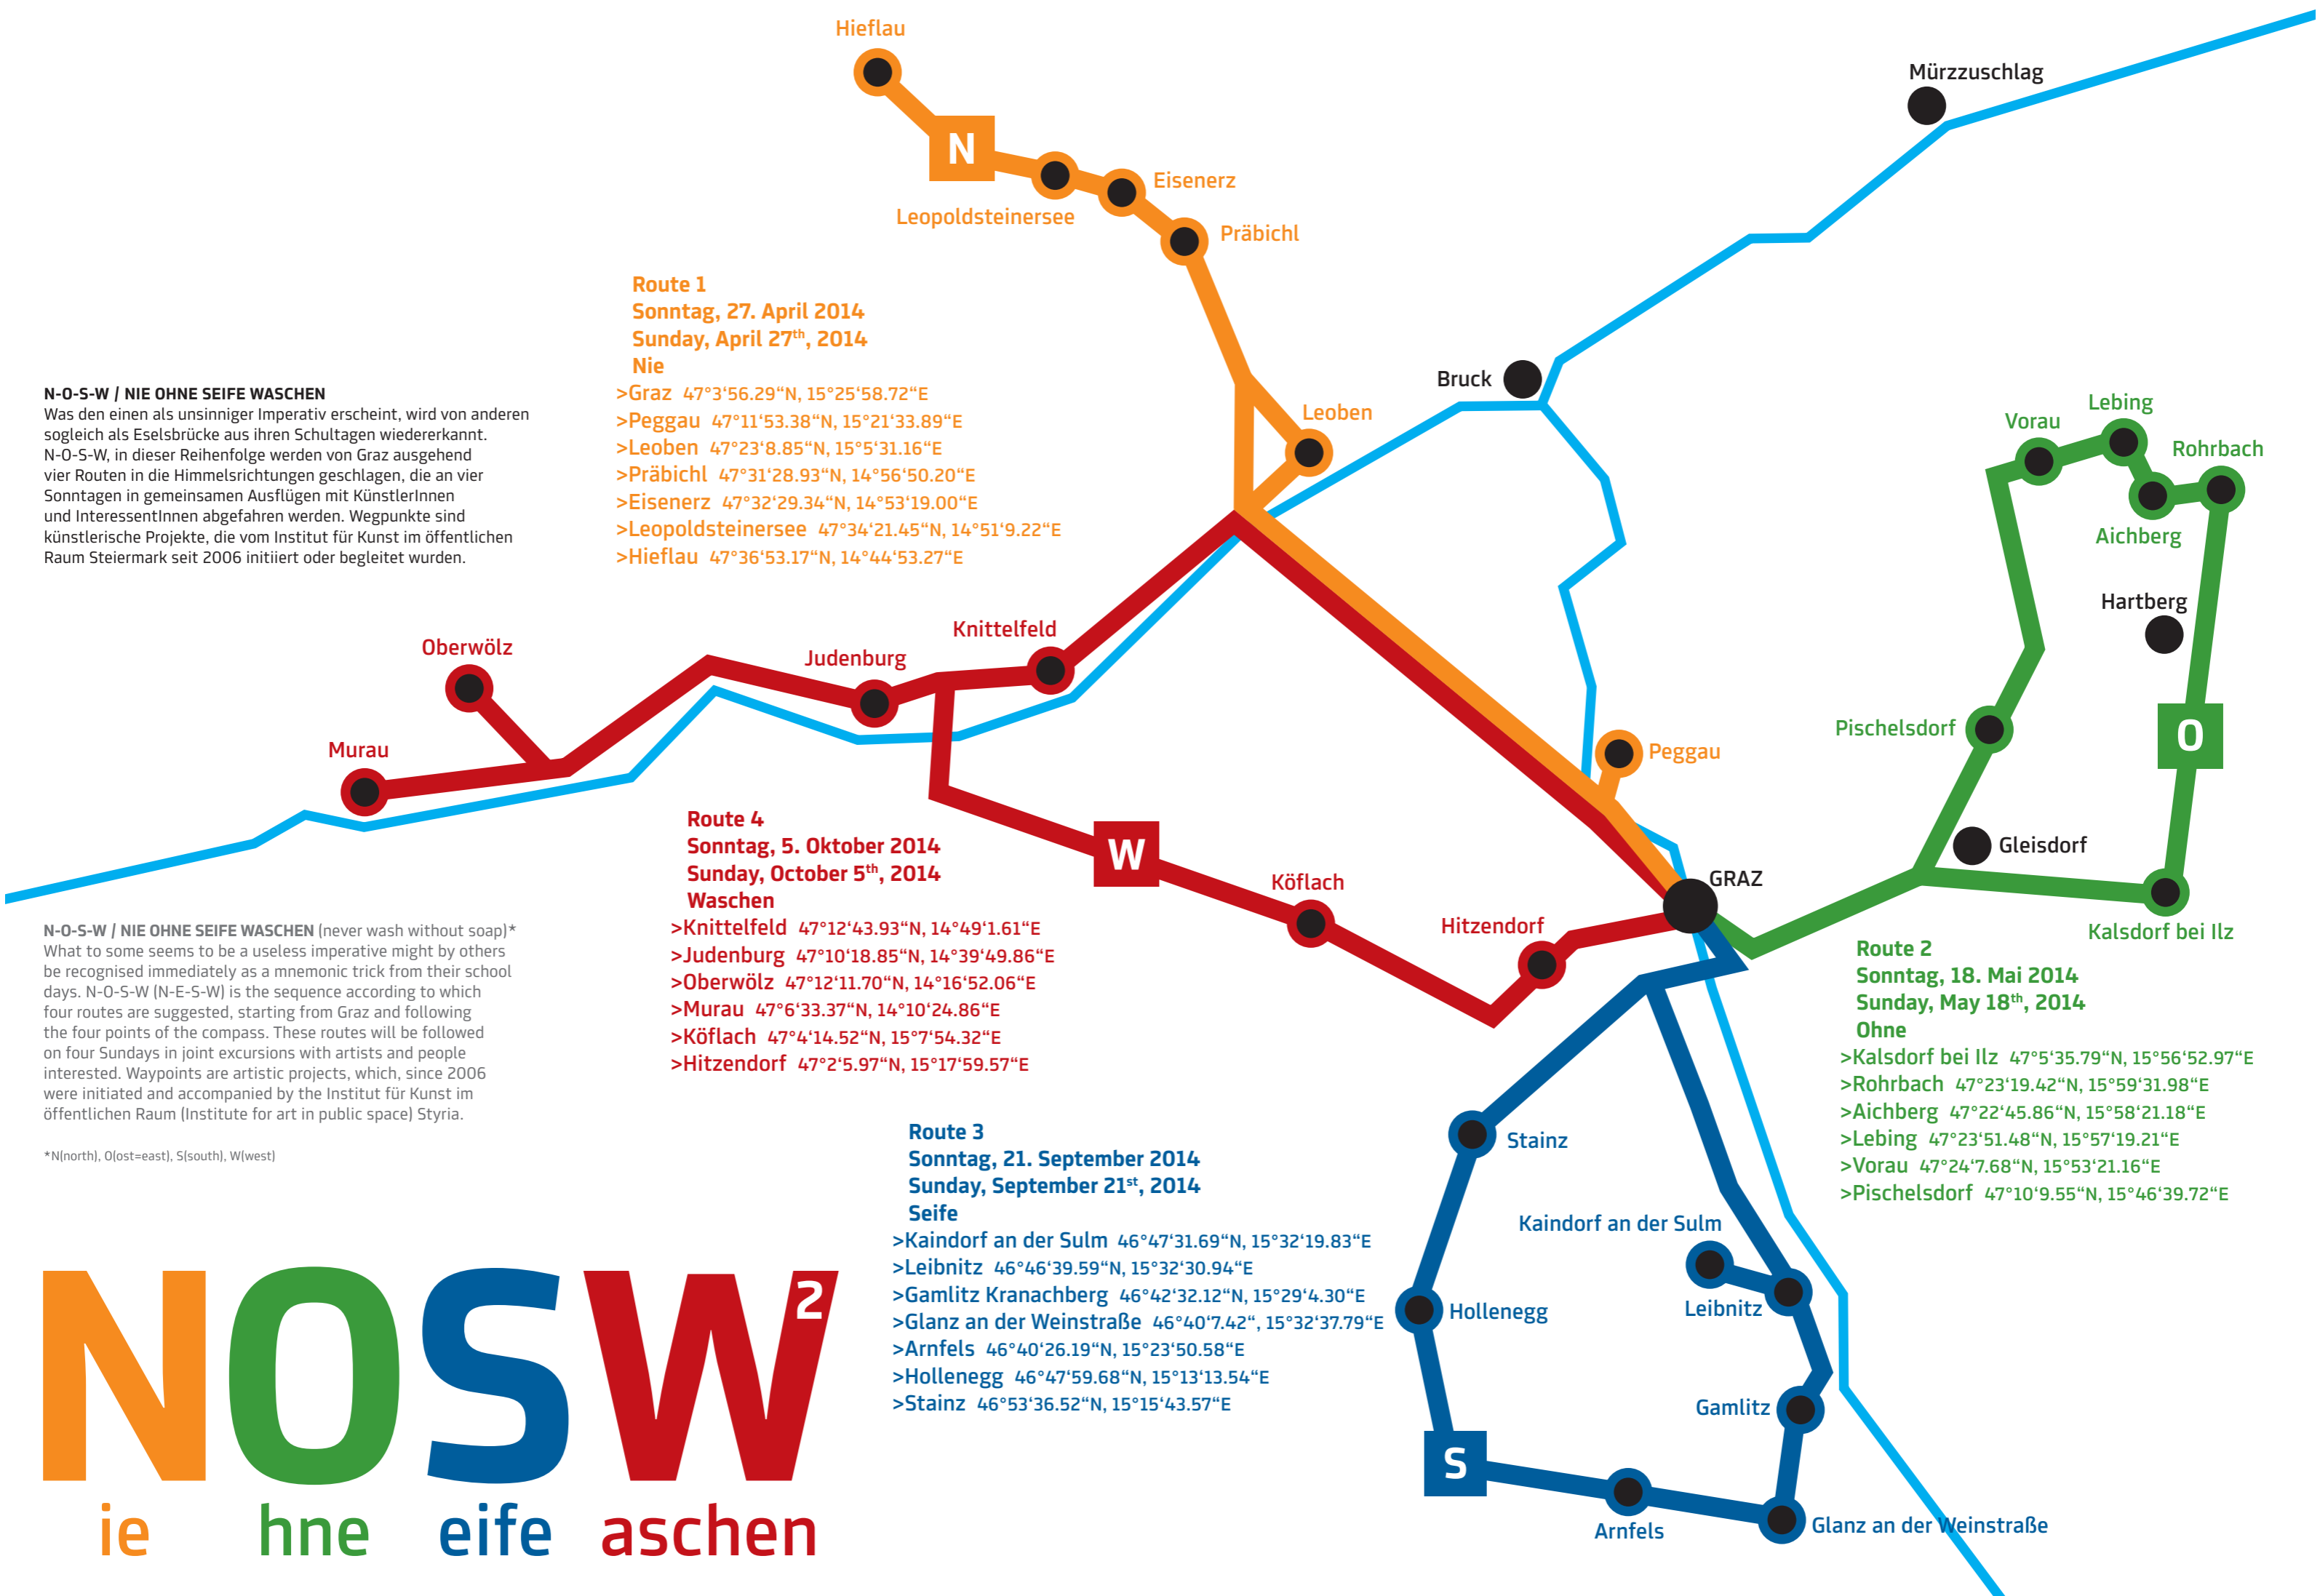 Hieflau
Mürzzuschlag
N
Eisenerz
Leopoldsteinersee
Präbichl
Route 1
Sonntag, 27. April 2014
Sunday, April 27th, 2014
Nie
>Graz 47°3‘56.29“N, 15°25‘58.72“E
>Peggau 47°11‘53.38“N, 15°21‘33.89“E
>Leoben 47°23‘8.85“N, 15°5‘31.16“E
>Präbichl 47°31‘28.93“N, 14°56‘50.20“E
>Eisenerz 47°32‘29.34“N, 14°53‘19.00“E
>Leopoldsteinersee 47°34‘21.45“N, 14°51‘9.22“E
>Hieflau 47°36‘53.17“N, 14°44‘53.27“E
N-O-S-W / NIE OHNE SEIFE WASCHEN
Was den einen als unsinniger Imperativ erscheint, wird von anderen
sogleich als Eselsbrücke aus ihren Schultagen wiedererkannt.
N-O-S-W, in dieser Reihenfolge werden von Graz ausgehend
vier Routen in die Himmelsrichtungen geschlagen, die an vier
Sonntagen in gemeinsamen Ausflügen mit KünstlerInnen
und InteressentInnen abgefahren werden. Wegpunkte sind
künstlerische Projekte, die vom Institut für Kunst im öffentlichen
Raum Steiermark seit 2006 initiiert oder begleitet wurden.
Bruck
Leoben
Lebing
Vorau
Rohrbach
Aichberg
Hartberg
Knittelfeld
Oberwölz
Judenburg
Murau
Pischelsdorf
O
Peggau
Gleisdorf
GRAZ
W
Köflach
Hitzendorf
Kalsdorf bei Ilz
Route 4
Sonntag, 5. Oktober 2014
Sunday, October 5th, 2014
Waschen
>Knittelfeld 47°12‘43.93“N, 14°49‘1.61“E
>Judenburg 47°10‘18.85“N, 14°39‘49.86“E
>Oberwölz 47°12‘11.70“N, 14°16‘52.06“E
>Murau 47°6‘33.37“N, 14°10‘24.86“E
>Köflach 47°4‘14.52“N, 15°7‘54.32“E
>Hitzendorf 47°2‘5.97“N, 15°17‘59.57“E
N-O-S-W / NIE OHNE SEIFE WASCHEN (never wash without soap)*
What to some seems to be a useless imperative might by others
be recognised immediately as a mnemonic trick from their school
days. N-O-S-W (N-E-S-W) is the sequence according to which
four routes are suggested, starting from Graz and following
the four points of the compass. These routes will be followed
on four Sundays in joint excursions with artists and people
interested. Waypoints are artistic projects, which, since 2006
were initiated and accompanied by the Institut für Kunst im
öffentlichen Raum (Institute for art in public space) Styria.
*N(north), O(ost=east), S(south), W(west)
Route 2
Sonntag, 18. Mai 2014
Sunday, May 18th, 2014
Ohne
>Kalsdorf bei Ilz 47°5‘35.79“N, 15°56‘52.97“E
>Rohrbach 47°23‘19.42“N, 15°59‘31.98“E
>Aichberg 47°22‘45.86“N, 15°58‘21.18“E
>Lebing 47°23‘51.48“N, 15°57‘19.21“E
>Vorau 47°24‘7.68“N, 15°53‘21.16“E
>Pischelsdorf 47°10‘9.55“N, 15°46‘39.72“E
Route 3
Sonntag, 21. September 2014
Sunday, September 21st, 2014
Seife
>Kaindorf an der Sulm 46°47‘31.69“N, 15°32‘19.83“E
>Leibnitz 46°46‘39.59“N, 15°32‘30.94“E
>Gamlitz Kranachberg 46°42‘32.12“N, 15°29‘4.30“E
>Glanz an der Weinstraße 46°40‘7.42“, 15°32‘37.79“E
>Arnfels 46°40‘26.19“N, 15°23‘50.58“E
>Hollenegg 46°47‘59.68“N, 15°13‘13.54“E
>Stainz 46°53‘36.52“N, 15°15‘43.57“E
Stainz
Kaindorf an der Sulm
Leibnitz
Hollenegg
Gamlitz
S
Arnfels
Glanz an der Weinstraße
NOSW2
ie hne eife aschen